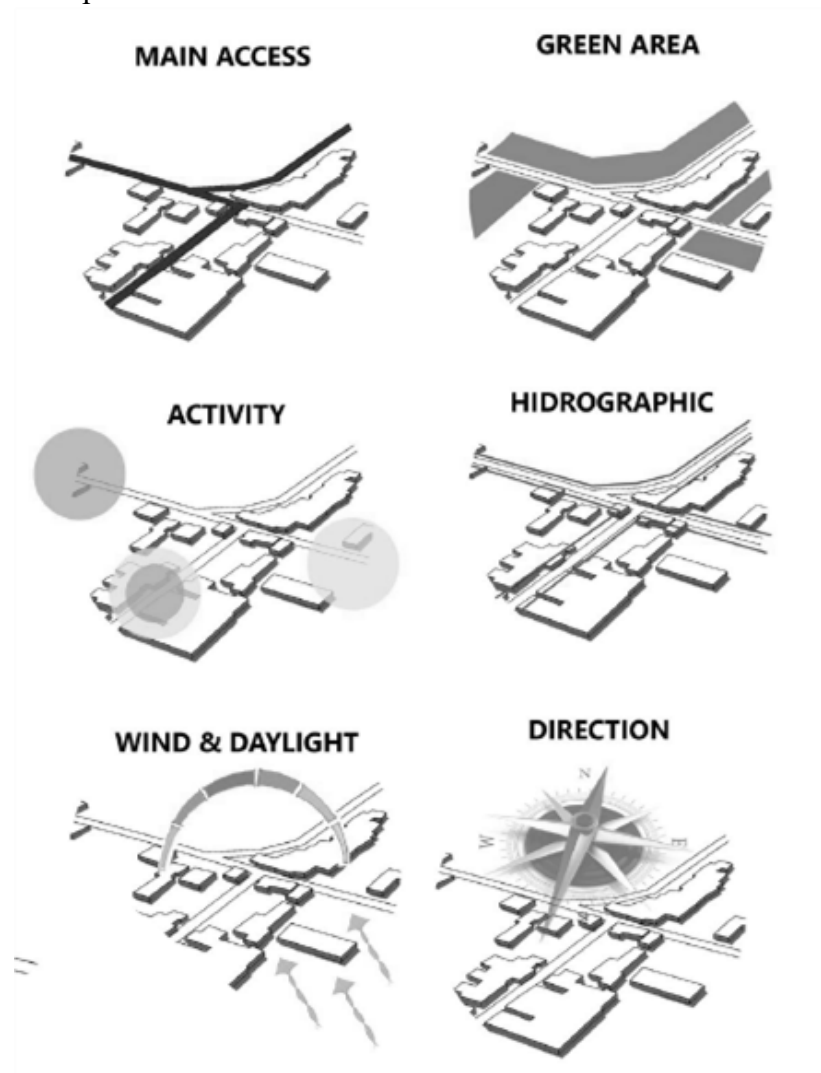 MAIN ACCESS
GREEN AREA
ACTIVITY
HIDROGRAPHIC
WIND & DAYLIGHT
DIRECTION
N
W
E